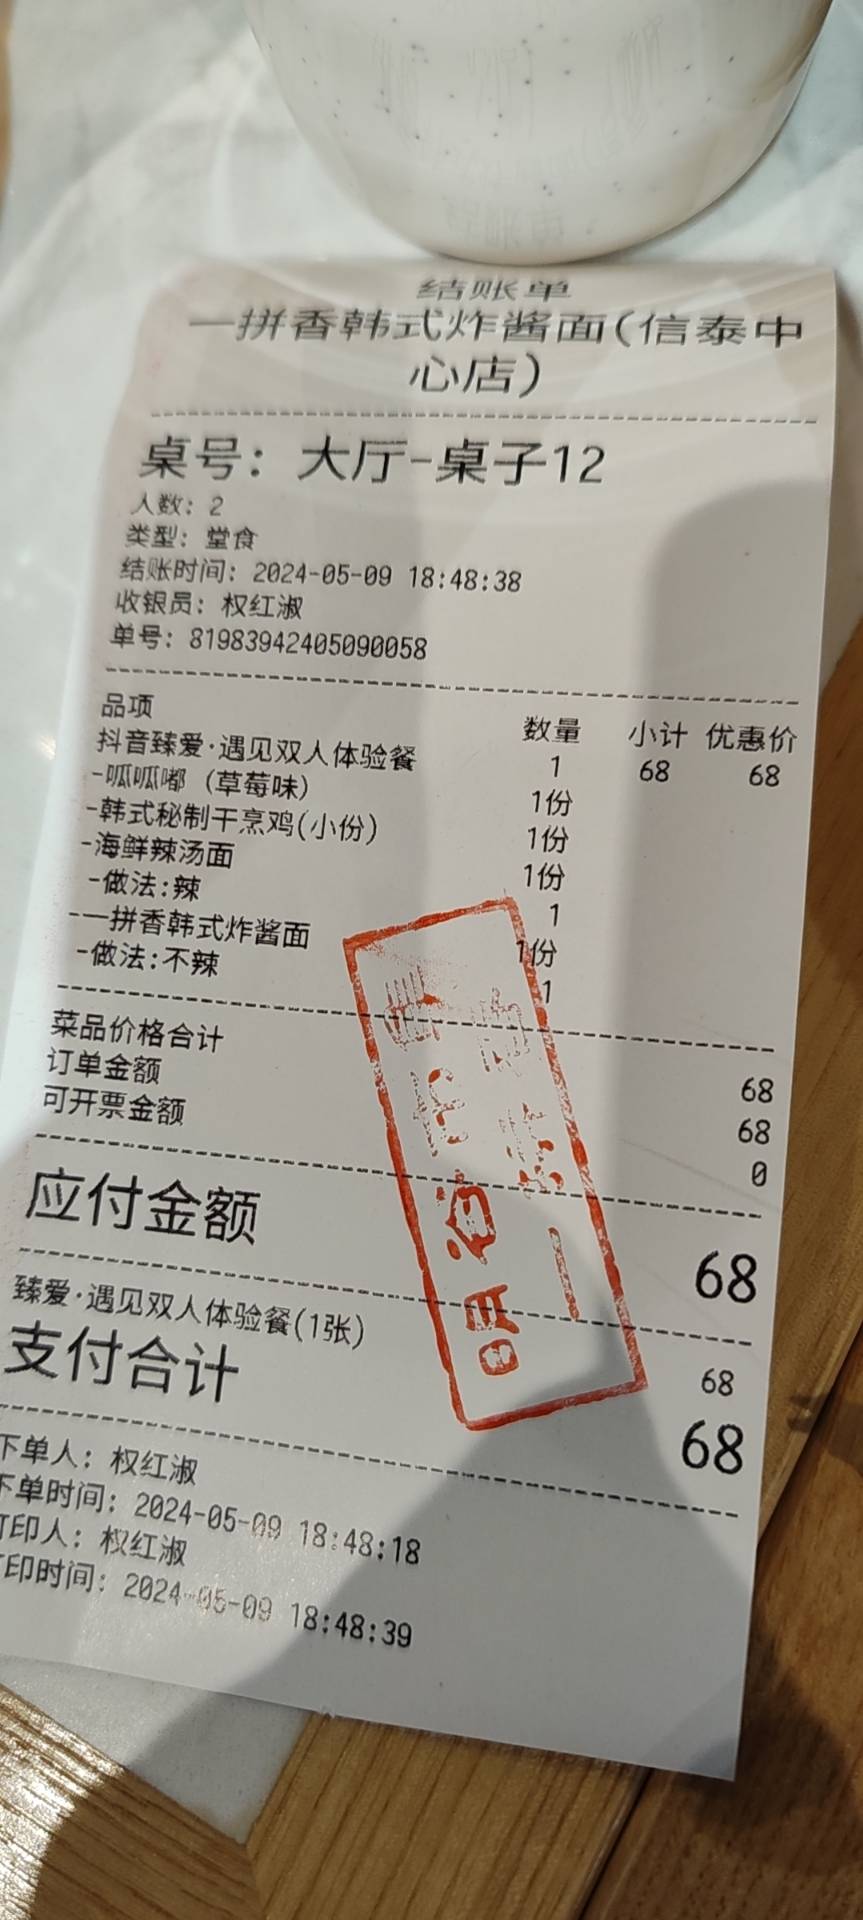 结账单
一拼香韩式炸酱面(信泰中
心店)
桌号: 大厅-桌子12
人数: 2
类型: 堂食
结账时间: 2024-05-09 18:48:38
收银员: 权红淑
单号: 81983942405090058
品项 数量 小计 优惠价
抖音臻爱·遇见双人体验餐 1 68 68
-呱呱嘟 (草莓味) 1份
-韩式秘制干烹鸡(小份) 1份
-海鲜辣汤面 1份
-做法:辣 1
-一拼香韩式炸酱面 1份
-做法:不辣 1
菜品价格合计 68
订单金额 68
可开票金额 0
应付金额 68
臻爱·遇见双人体验餐(1张) 68
支付合计 68
下单人: 权红淑
下单时间: 2024-05-09 18:48:18
打印人: 权红淑
打印时间: 2024-05-09 18:48:39